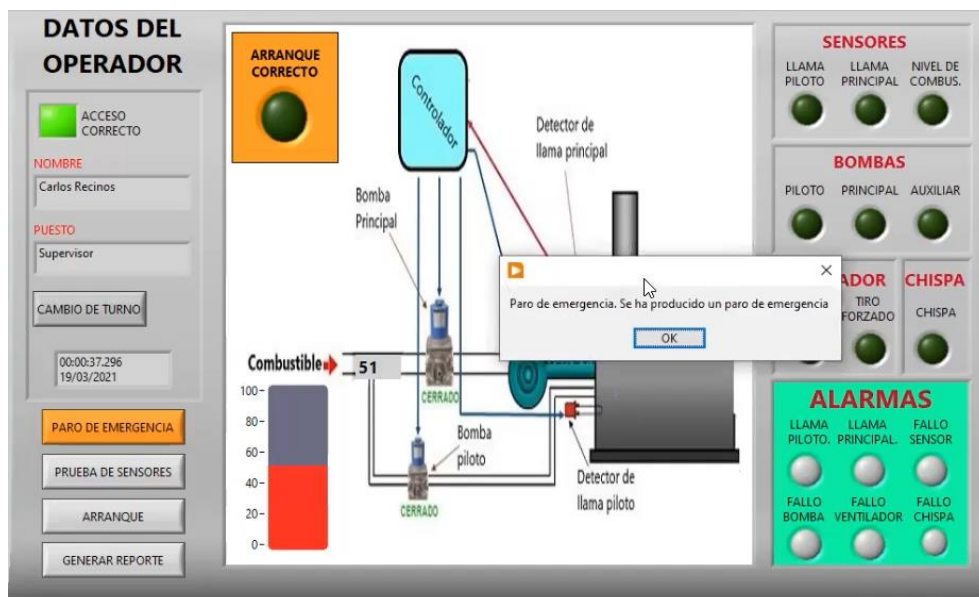 DATOS DEL
OPERADOR
ACCESO
CORRECTO
NOMBRE
Carlos Recinos
PUESTO
Supervisor
CAMBIO DE TURNO
00:00:37.296
19/03/2021
PARO DE EMERGENCIA
PRUEBA DE SENSORES
ARRANQUE
GENERAR REPORTE
ARRANQUE
CORRECTO
Controlador
Detector de
llama principal
Bomba
Principal
Combustible
51
CERRADO
100
80
60
40
20
0
Bomba
piloto
CERRADO
Detector de
llama piloto
Paro de emergencia. Se ha producido un paro de emergencia
OK
SENSORES
LLAMA PILOTO
LLAMA PRINCIPAL
NIVEL DE COMBUS.
BOMBAS
PILOTO PRINCIPAL AUXILIAR
ADOR
TIRO
FORZADO
CHISPA
CHISPA
ALARMAS
LLAMA PILOTO.
LLAMA PRINCIPAL.
FALLO SENSOR
FALLO BOMBA
FALLO VENTILADOR
FALLO CHISPA